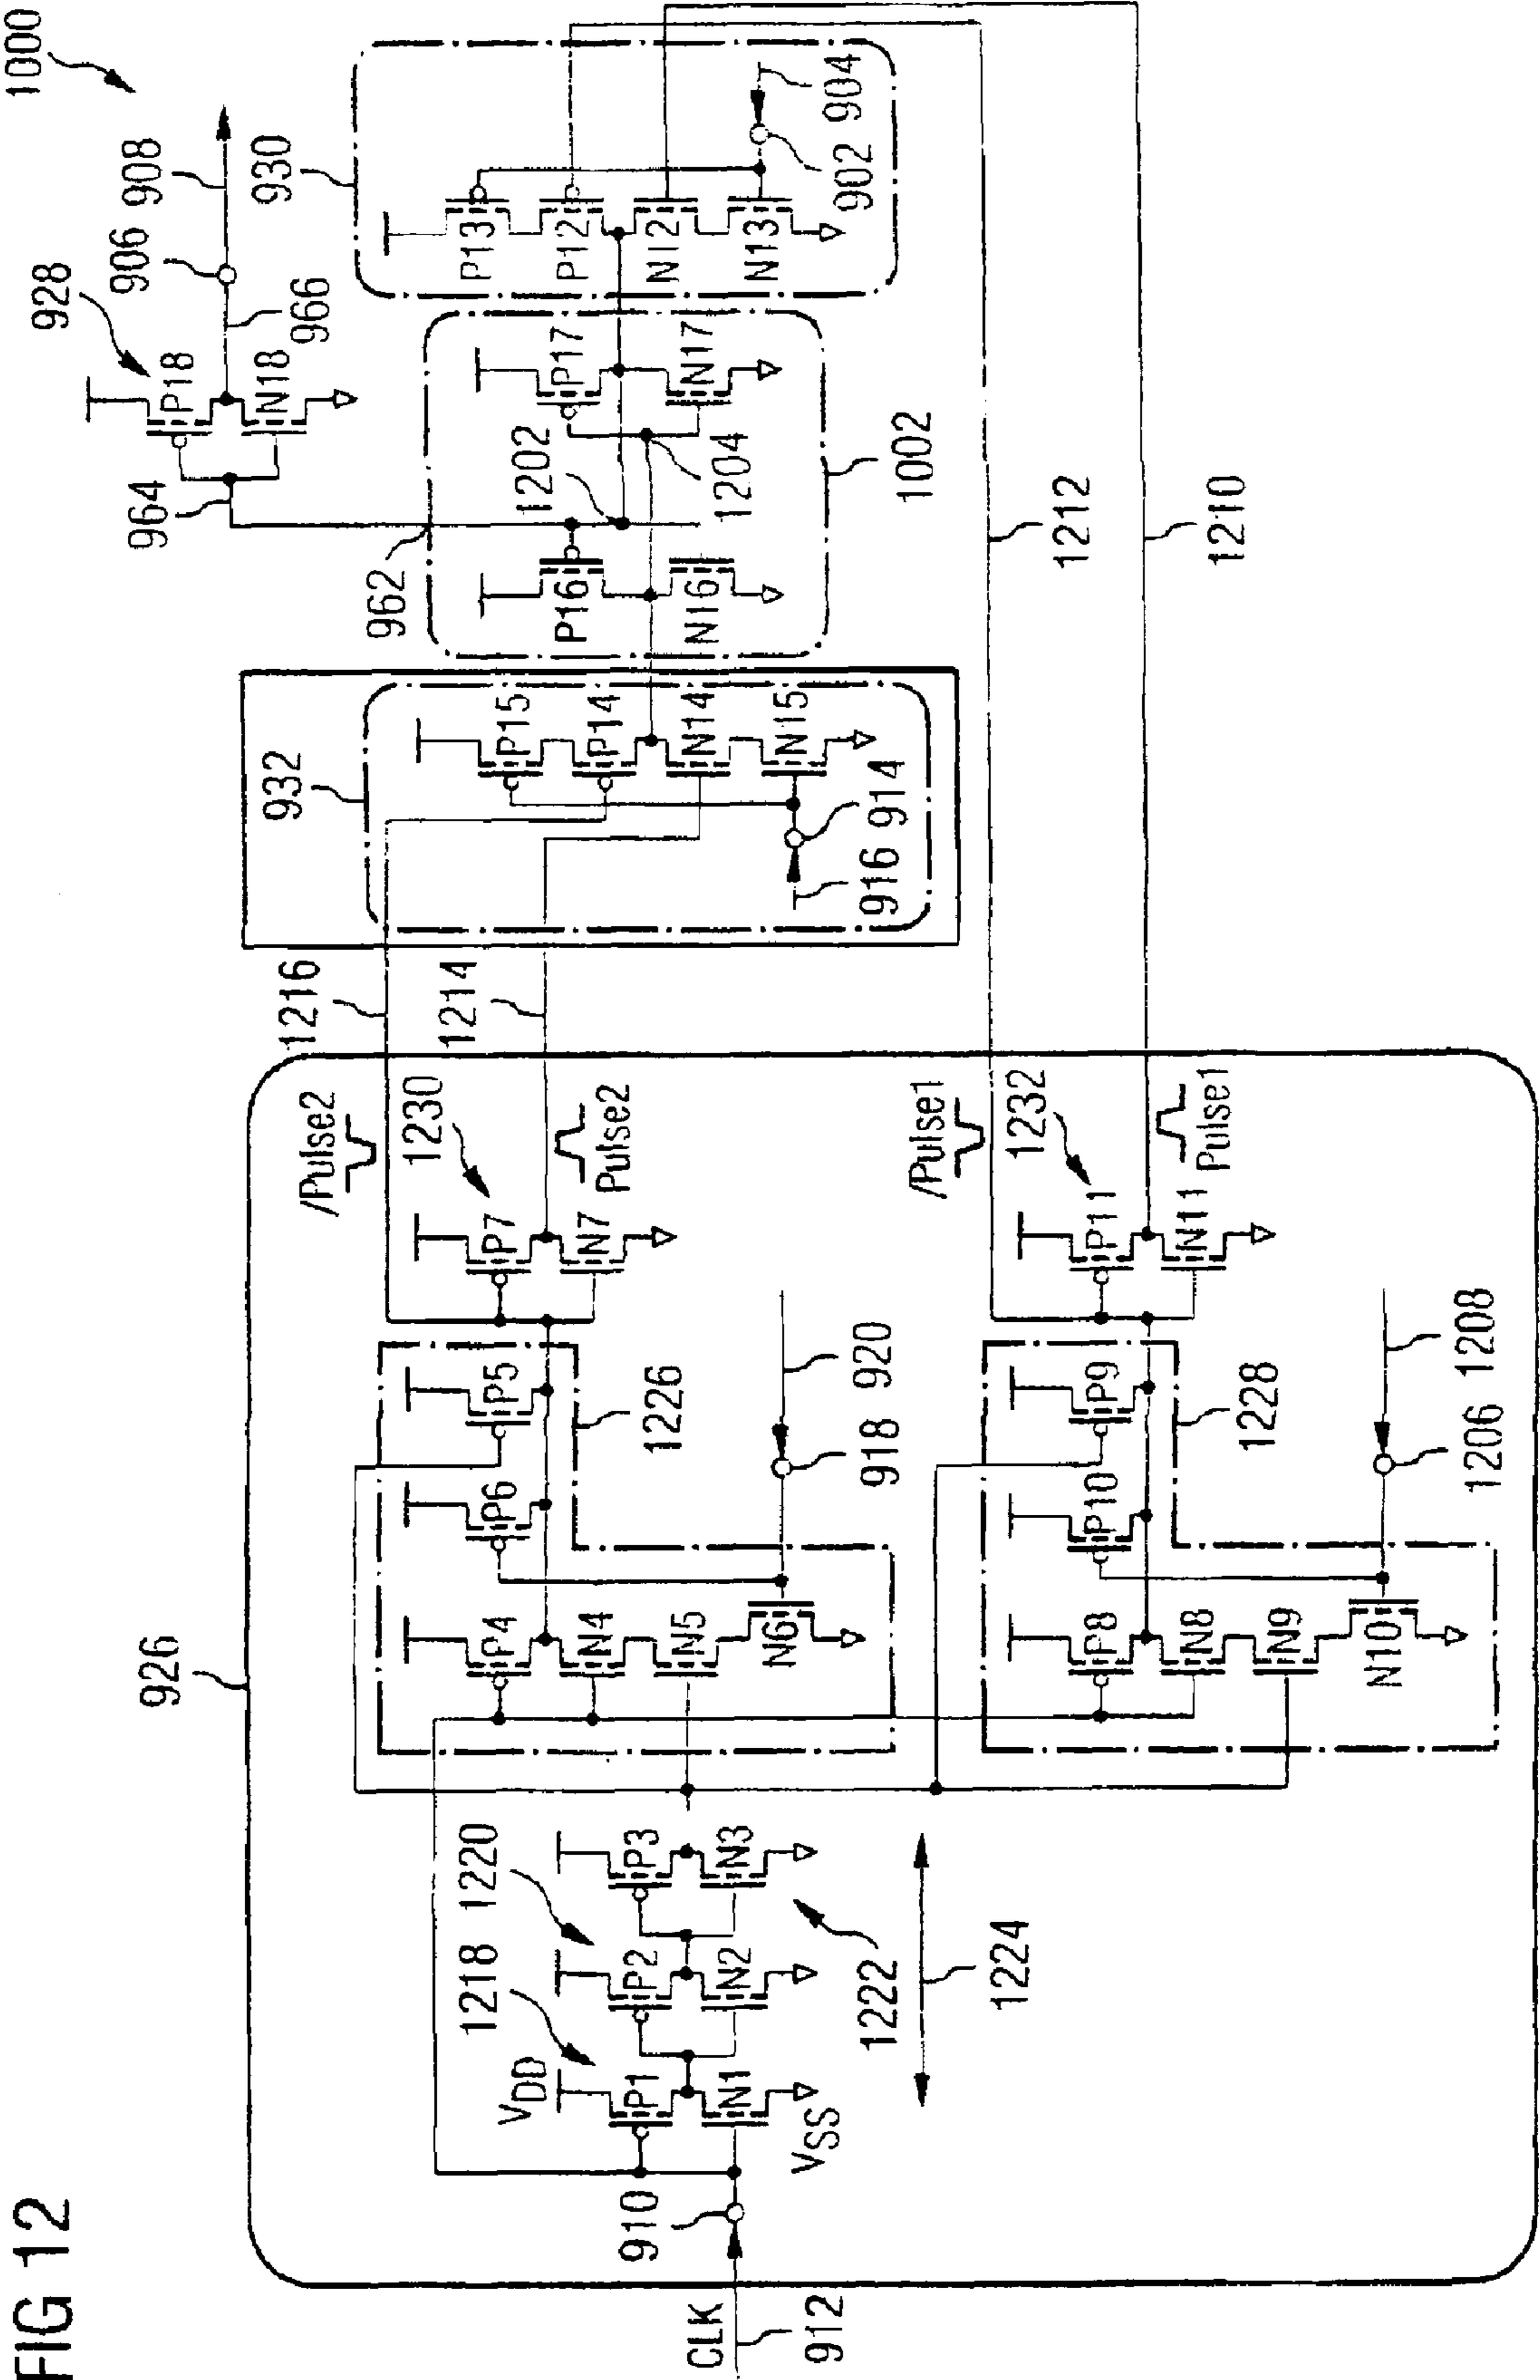 FIG 12
1000
928
906
908
930
P18
N18
966
964
P13
P12
N12
N13
904
902
P17
N17
1202
1204
1002
962
P16
N16
1212
1210
932
P15
P14
N14
N15
914
916
1216
1214
/Pulse2
1230
Pulse2
P7
N7
/Pulse1
1232
Pulse1
P11
N11
926
P5
P6
P4
N4
N5
N6
1226
920
918
P9
P10
P8
N8
N9
N10
1228
1208
1206
1218
1220
VDD
P1
N1
VSS
P2
N2
P3
N3
1222
1224
910
CLK
912